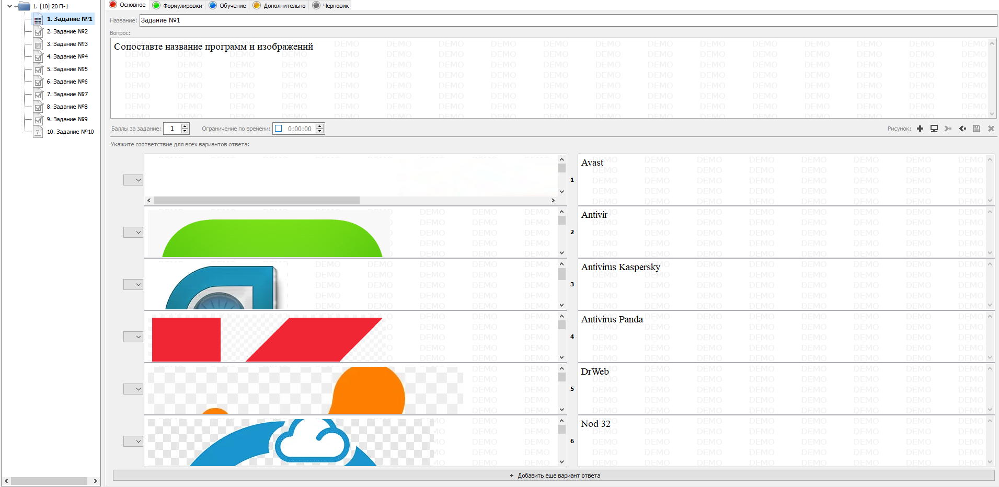 1. [10] 20 П-1
1. Задание №1
2. Задание №2
3. Задание №3
4. Задание №4
5. Задание №5
6. Задание №6
7. Задание №7
8. Задание №8
9. Задание №9
10. Задание №10
Основное Формулировки Обучение Дополнительно Черновик
Название: Задание №1
Вопрос:
Сопоставте название программ и изображений
DEMO
Баллы за задание: 1 Ограничение по времени: 0:00:00 Рисунок:
Укажите соответствие для всех вариантов ответа:
1 Avast
2 Antivir
3 Antivirus Kaspersky
4 Antivirus Panda
5 DrWeb
6 Nod 32
+ Добавить еще вариант ответа